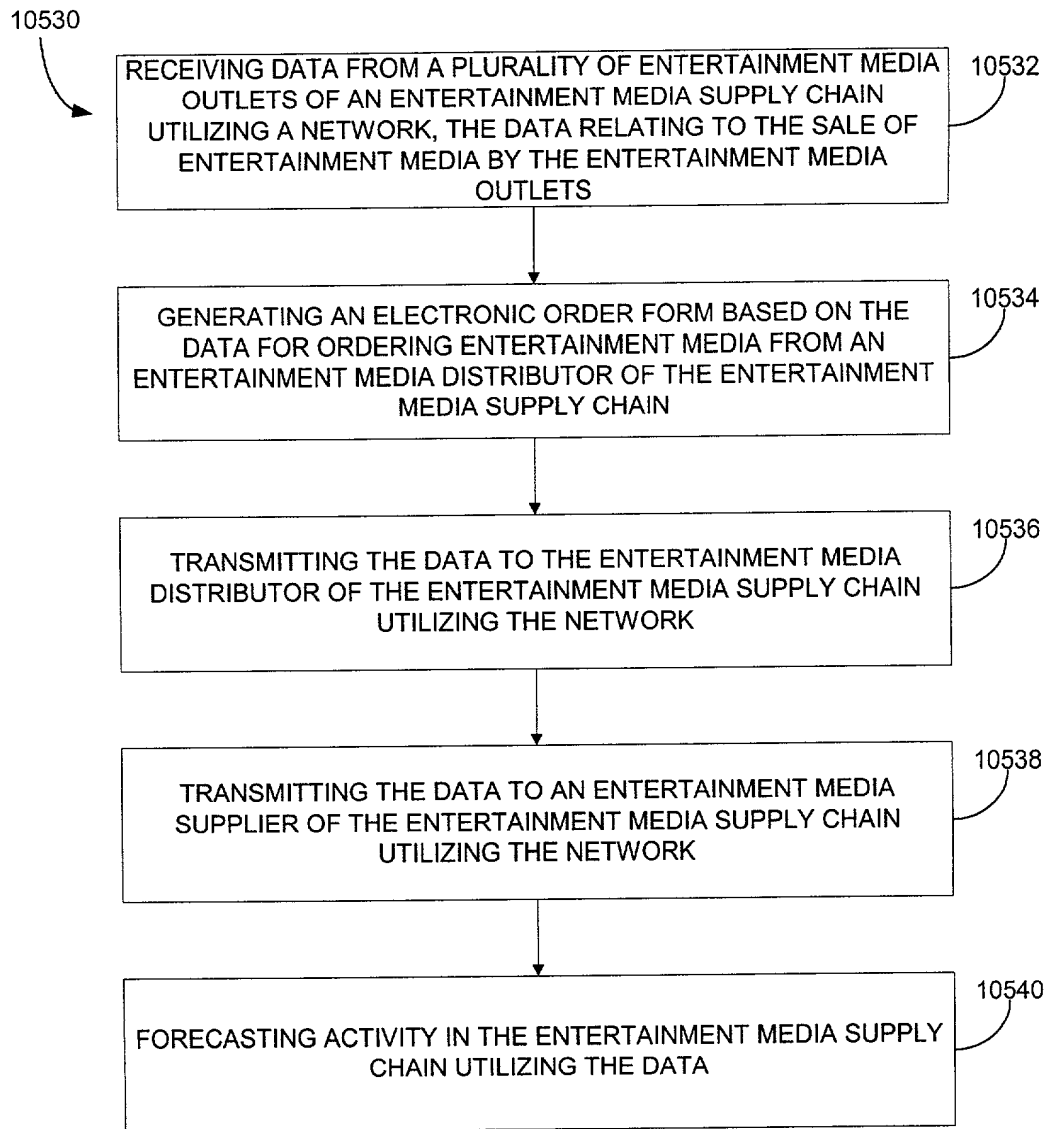 10530
RECEIVING DATA FROM A PLURALITY OF ENTERTAINMENT MEDIA
OUTLETS OF AN ENTERTAINMENT MEDIA SUPPLY CHAIN
UTILIZING A NETWORK, THE DATA RELATING TO THE SALE OF
ENTERTAINMENT MEDIA BY THE ENTERTAINMENT MEDIA
OUTLETS
10532
GENERATING AN ELECTRONIC ORDER FORM BASED ON THE
DATA FOR ORDERING ENTERTAINMENT MEDIA FROM AN
ENTERTAINMENT MEDIA DISTRIBUTOR OF THE ENTERTAINMENT
MEDIA SUPPLY CHAIN
10534
TRANSMITTING THE DATA TO THE ENTERTAINMENT MEDIA
DISTRIBUTOR OF THE ENTERTAINMENT MEDIA SUPPLY CHAIN
UTILIZING THE NETWORK
10536
TRANSMITTING THE DATA TO AN ENTERTAINMENT MEDIA
SUPPLIER OF THE ENTERTAINMENT MEDIA SUPPLY CHAIN
UTILIZING THE NETWORK
10538
FORECASTING ACTIVITY IN THE ENTERTAINMENT MEDIA SUPPLY
CHAIN UTILIZING THE DATA
10540